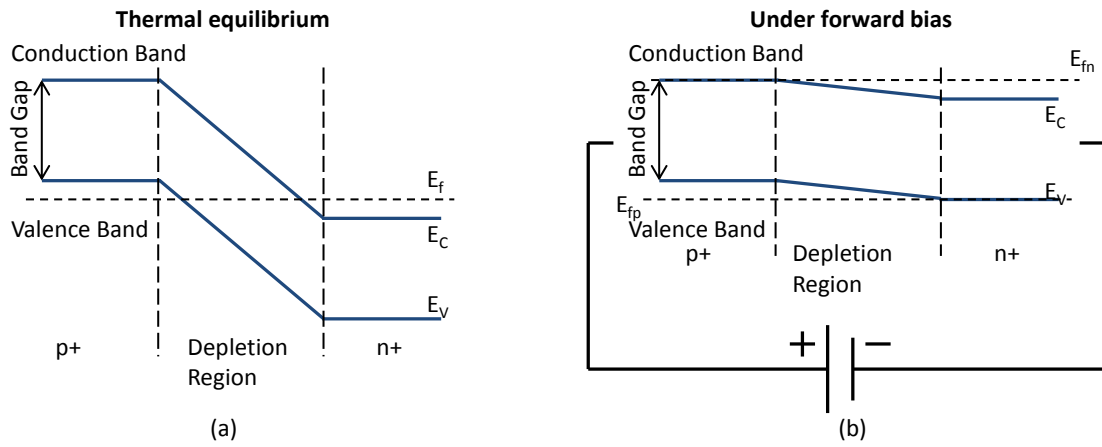 Thermal equilibrium
Conduction Band
Band Gap
E_f
Valence Band
E_C
E_V
p+
Depletion
Region
n+
(a)
Under forward bias
Conduction Band
E_fn
Band Gap
E_C
E_V
E_fp
Valence Band
p+
Depletion
Region
n+
+
−
(b)